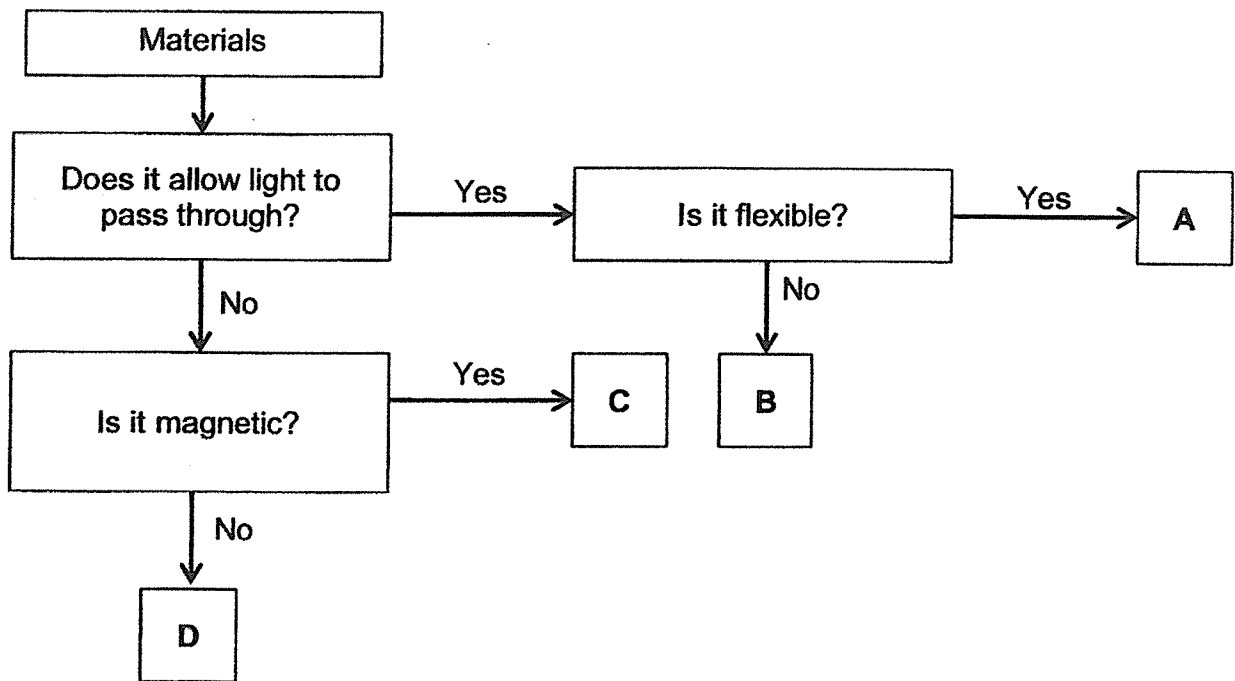 Materials
Does it allow light to
pass through?
Yes
Is it flexible?
Yes
A
No
No
Is it magnetic?
Yes
C
B
No
D